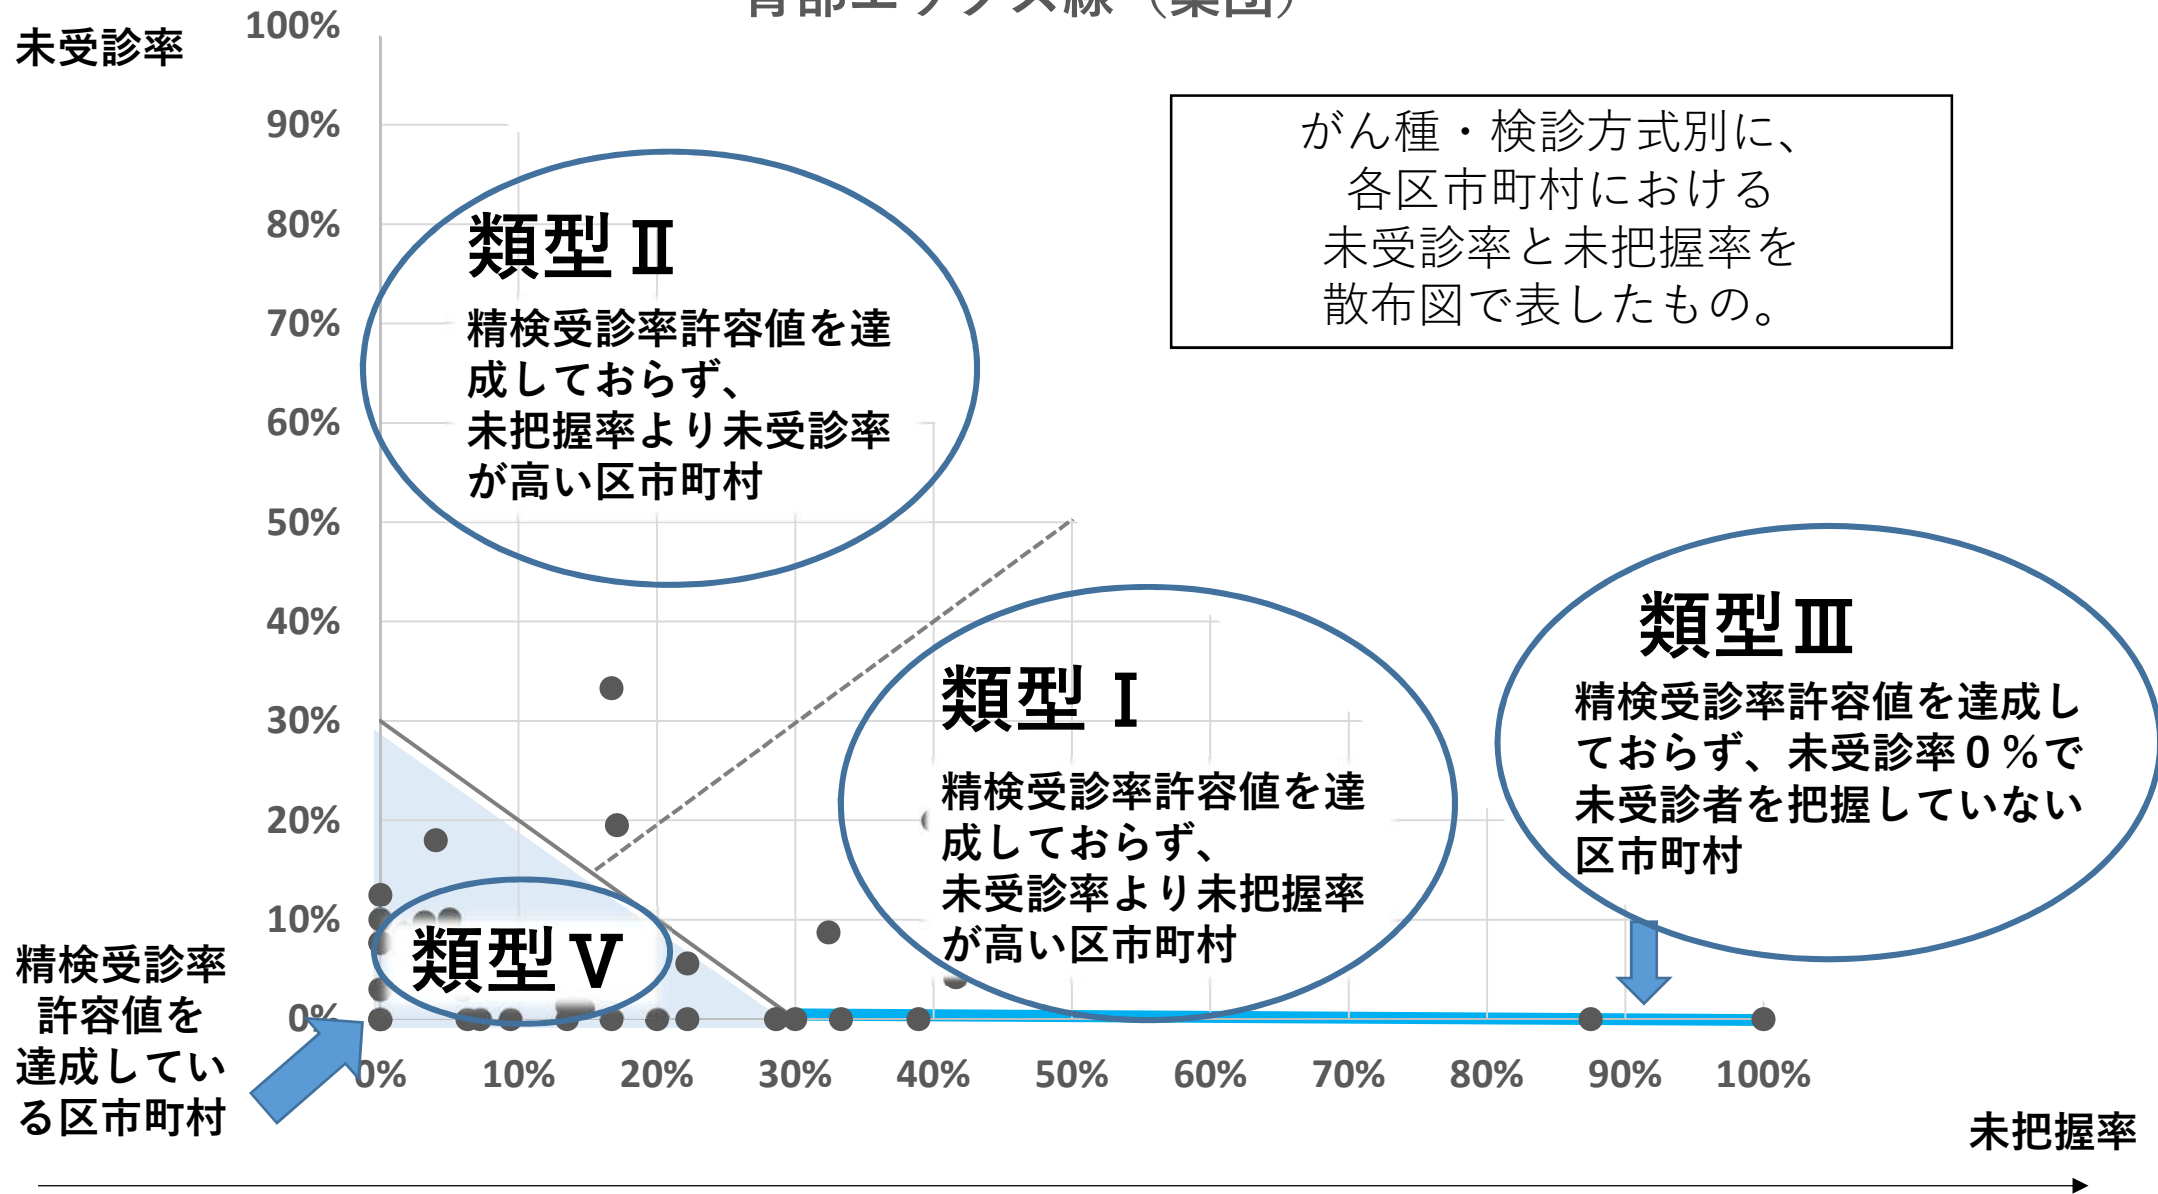 部エックス線（集団）
未受診率
100%
90%
80%
70%
60%
50%
40%
30%
20%
10%
0%
がん種・検診方式別に、
各区市町村における
未受診率と未把握率を
散布図で表したもの。
類型Ⅱ
精検受診率許容値を達
成しておらず、
未把握率より未受診率
が高い区市町村
類型Ⅰ
精検受診率許容値を達
成しておらず、
未受診率より未把握率
が高い区市町村
類型Ⅲ
精検受診率許容値を達成し
ておらず、未受診率０％で
未受診者を把握していない
区市町村
類型Ⅴ
精検受診率
許容値を
達成してい
る区市町村
0% 10% 20% 30% 40% 50% 60% 70% 80% 90% 100%
未把握率